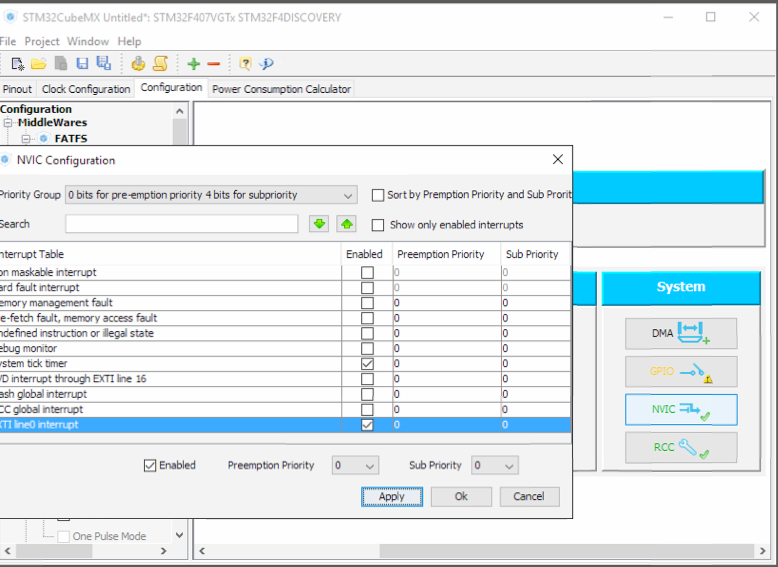 STM32CubeMX Untitled*: STM32F407VGTx STM32F4DISCOVERY
File Project Window Help
Pinout Clock Configuration Configuration Power Consumption Calculator
Configuration
MiddleWares
FATFS
NVIC Configuration
Priority Group 0 bits for pre-emption priority 4 bits for subpriority Sort by Premption Priority and Sub Prorit
Search Show only enabled interrupts
nterrupt Table Enabled Preemption Priority Sub Priority
on maskable interrupt 0 0
ard fault interrupt 0 0
emory management fault 0 0
e-fetch fault, memory access fault 0 0
ndefined instruction or illegal state 0 0
ebug monitor 0 0
ystem tick timer 0 0
VD interrupt through EXTI line 16 0 0
ash global interrupt 0 0
CC global interrupt 0 0
XTI line0 interrupt 0 0
Enabled Preemption Priority 0 Sub Priority 0
Apply Ok Cancel
System
DMA
GPIO
NVIC
RCC
One Pulse Mode